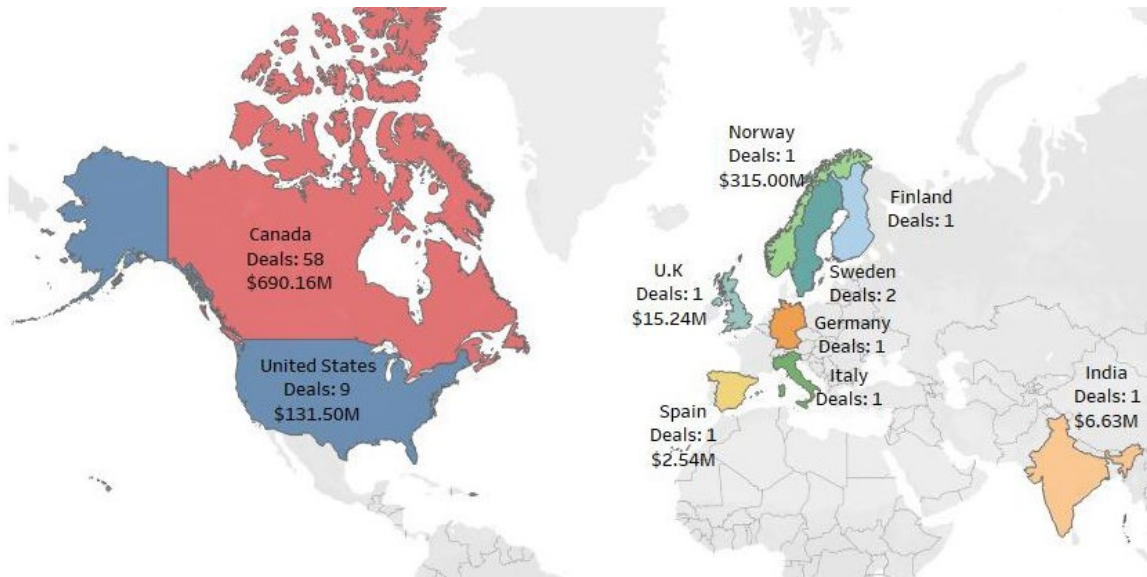 Canada
Deals: 58
$690.16M
United States
Deals: 9
$131.50M
Norway
Deals: 1
$315.00M
Finland
Deals: 1
U.K
Deals: 1
$15.24M
Sweden
Deals: 2
Germany
Deals: 1
Italy
Deals: 1
Spain
Deals: 1
$2.54M
India
Deals: 1
$6.63M